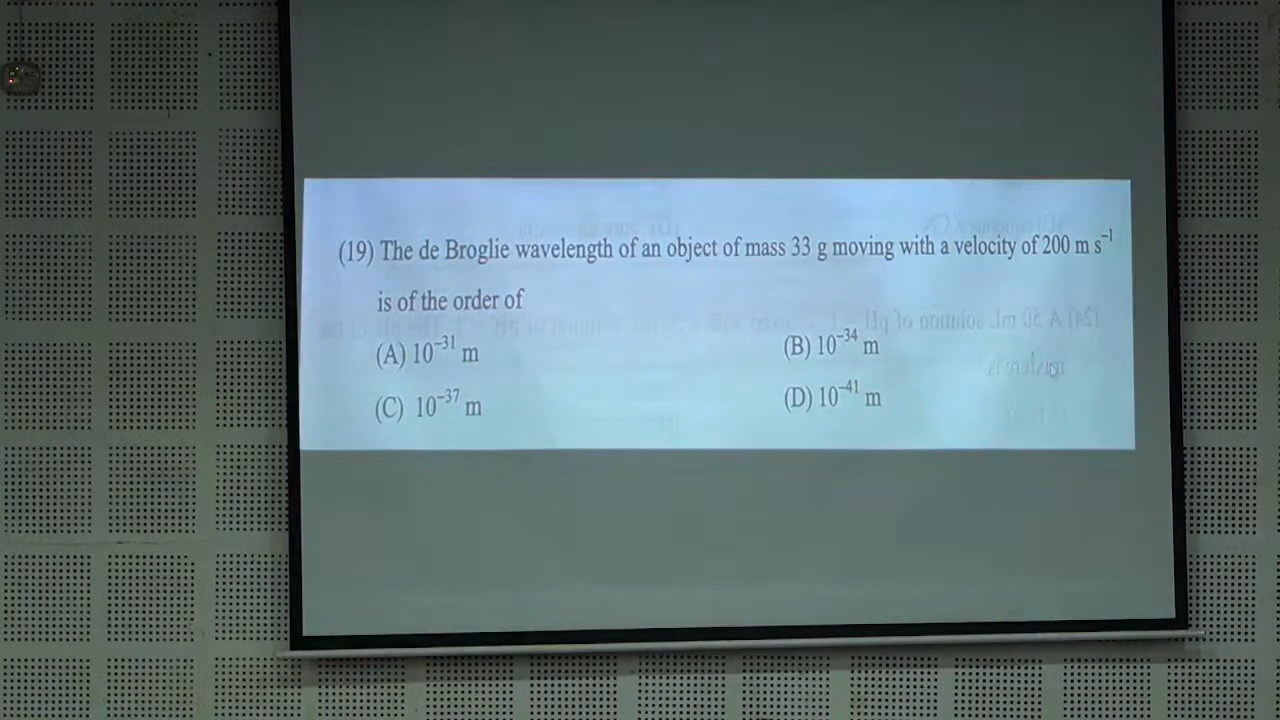 (19) The de Broglie wavelength of an object of mass 33 g moving with a velocity of 200 m s⁻¹
is of the order of
(A) 10⁻³¹ m
(B) 10⁻³⁴ m
(C) 10⁻³⁷ m
(D) 10⁻⁴¹ m